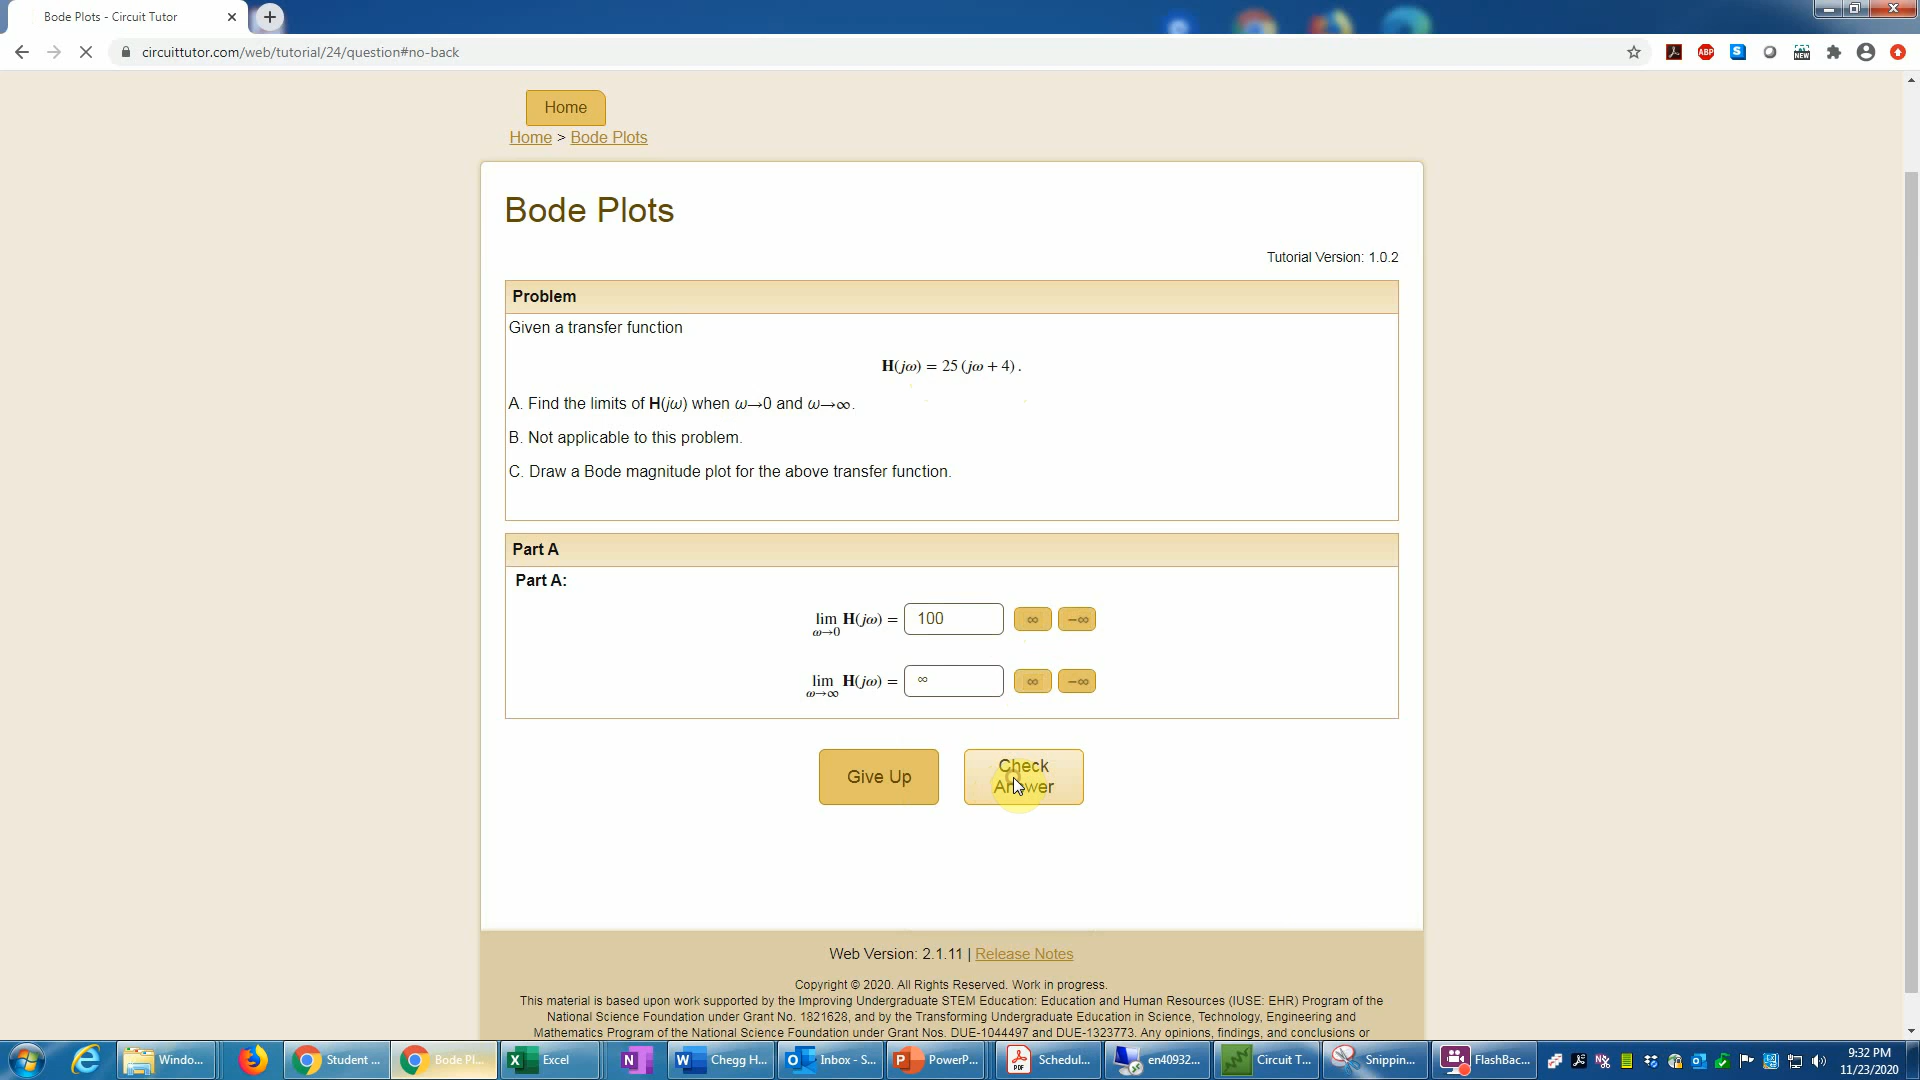 Bode Plots - Circuit Tutor
circuittutor.com/web/tutorial/24/question#no-back
ABP
S
NEW
Home
Home > Bode Plots
Bode Plots
Tutorial Version: 1.0.2
Problem
Given a transfer function
H(jω) = 25 (jω + 4) .
A. Find the limits of H(jω) when ω→0 and ω→∞.
B. Not applicable to this problem.
C. Draw a Bode magnitude plot for the above transfer function.
Part A
Part A:
lim H(jω) = 100 ∞ −∞
ω→0
lim H(jω) = ∞ ∞ −∞
ω→∞
Give Up
Check
Answer
Web Version: 2.1.11 | Release Notes
Copyright © 2020. All Rights Reserved. Work in progress.
This material is based upon work supported by the Improving Undergraduate STEM Education: Education and Human Resources (IUSE: EHR) Program of the
National Science Foundation under Grant No. 1821628, and by the Transforming Undergraduate Education in Science, Technology, Engineering and
Mathematics Program of the National Science Foundation under Grant Nos. DUE-1044497 and DUE-1323773. Any opinions, findings, and conclusions or
Windo... Student ... Bode Pl... Excel Chegg H... Inbox - S... PowerP... Schedul... en40932... Circuit T... Snippin... FlashBac...
9:32 PM
11/23/2020